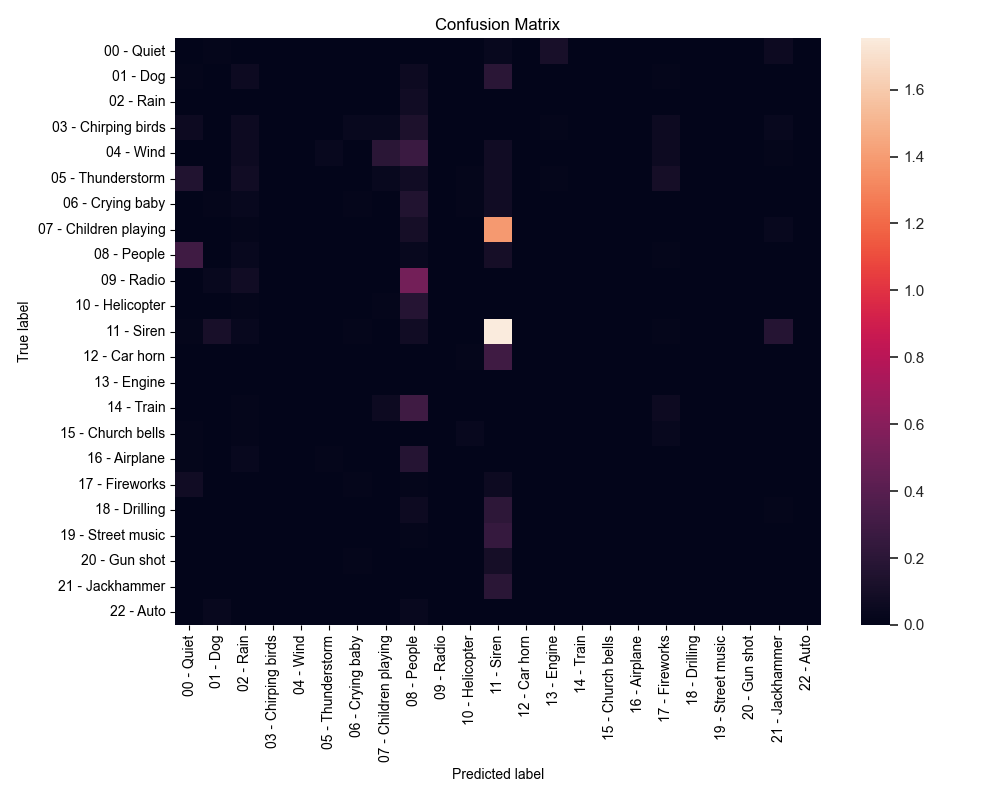 Confusion Matrix
True label
00 - Quiet
01 - Dog
02 - Rain
03 - Chirping birds
04 - Wind
05 - Thunderstorm
06 - Crying baby
07 - Children playing
08 - People
09 - Radio
10 - Helicopter
11 - Siren
12 - Car horn
13 - Engine
14 - Train
15 - Church bells
16 - Airplane
17 - Fireworks
18 - Drilling
19 - Street music
20 - Gun shot
21 - Jackhammer
22 - Auto
00 - Quiet
01 - Dog
02 - Rain
03 - Chirping birds
04 - Wind
05 - Thunderstorm
06 - Crying baby
07 - Children playing
08 - People
09 - Radio
10 - Helicopter
11 - Siren
12 - Car horn
13 - Engine
14 - Train
15 - Church bells
16 - Airplane
17 - Fireworks
18 - Drilling
19 - Street music
20 - Gun shot
21 - Jackhammer
22 - Auto
Predicted label
1.6
1.4
1.2
1.0
0.8
0.6
0.4
0.2
0.0